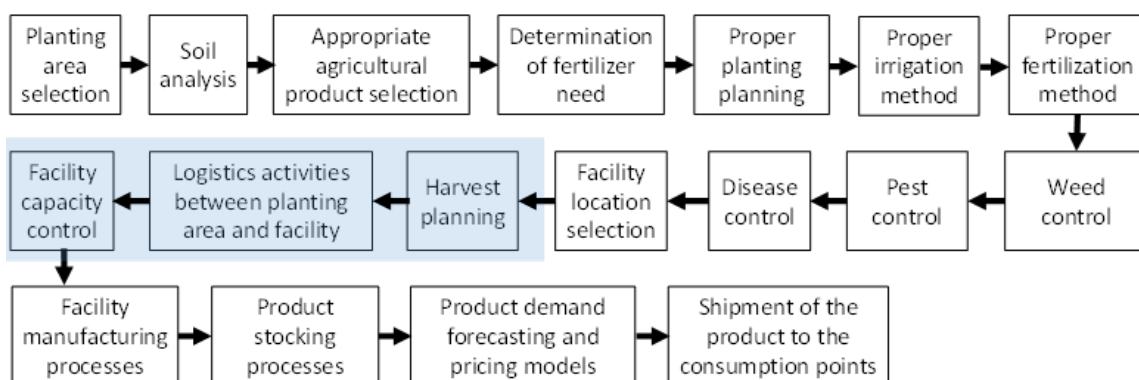 Planting
area
selection
Soil
analysis
Appropriate
agricultural
product selection
Determination
of fertilizer
need
Proper
planting
planning
Proper
irrigation
method
Proper
fertilization
method
Weed
control
Pest
control
Disease
control
Facility
location
selection
Harvest
planning
Logistics activities
between planting
area and facility
Facility
capacity
control
Facility
manufacturing
processes
Product
stocking
processes
Product demand
forecasting and
pricing models
Shipment of the
product to the
consumption points